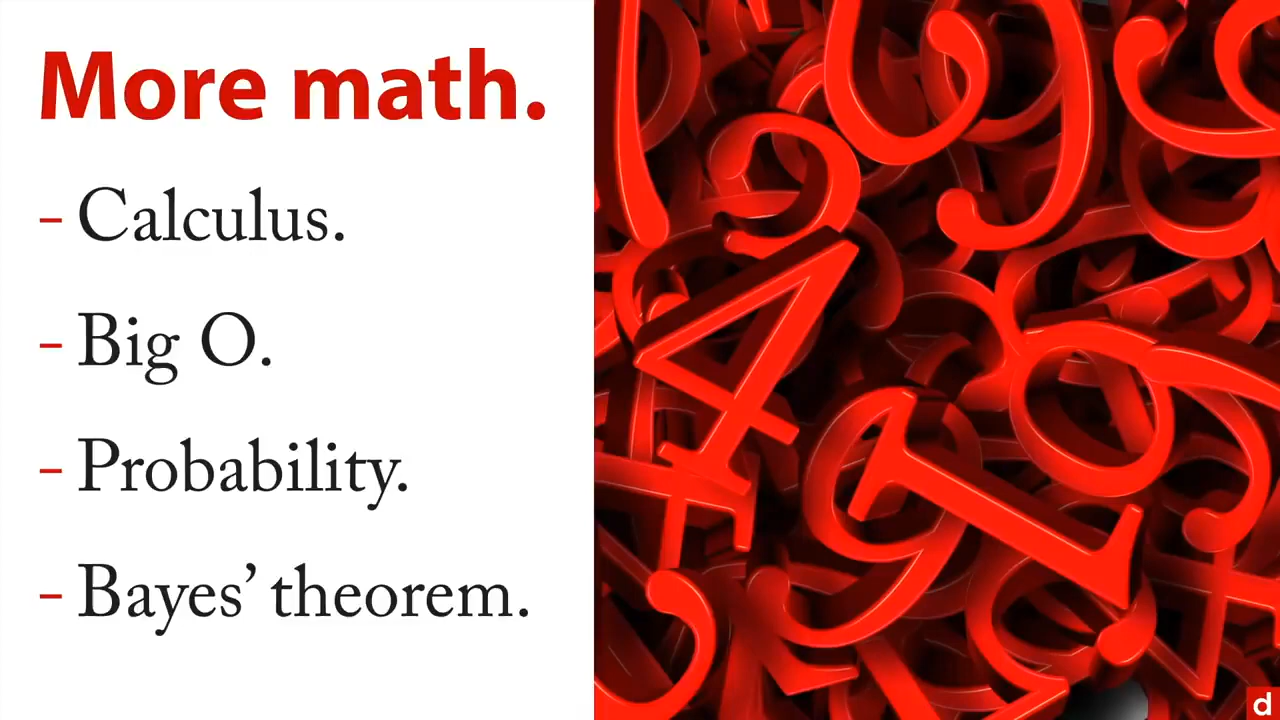 More math.
- Calculus.
- Big O.
- Probability.
- Bayes’ theorem.
d